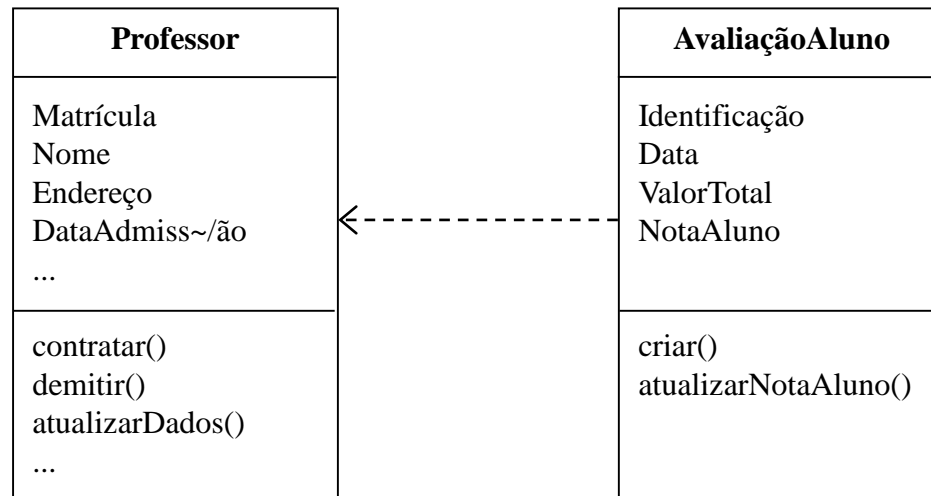 Professor
Matrícula
Nome
Endereço
DataAdmiss~/ão
...
contratar()
demitir()
atualizarDados()
...
AvaliaçãoAluno
Identificação
Data
ValorTotal
NotaAluno
criar()
atualizarNotaAluno()